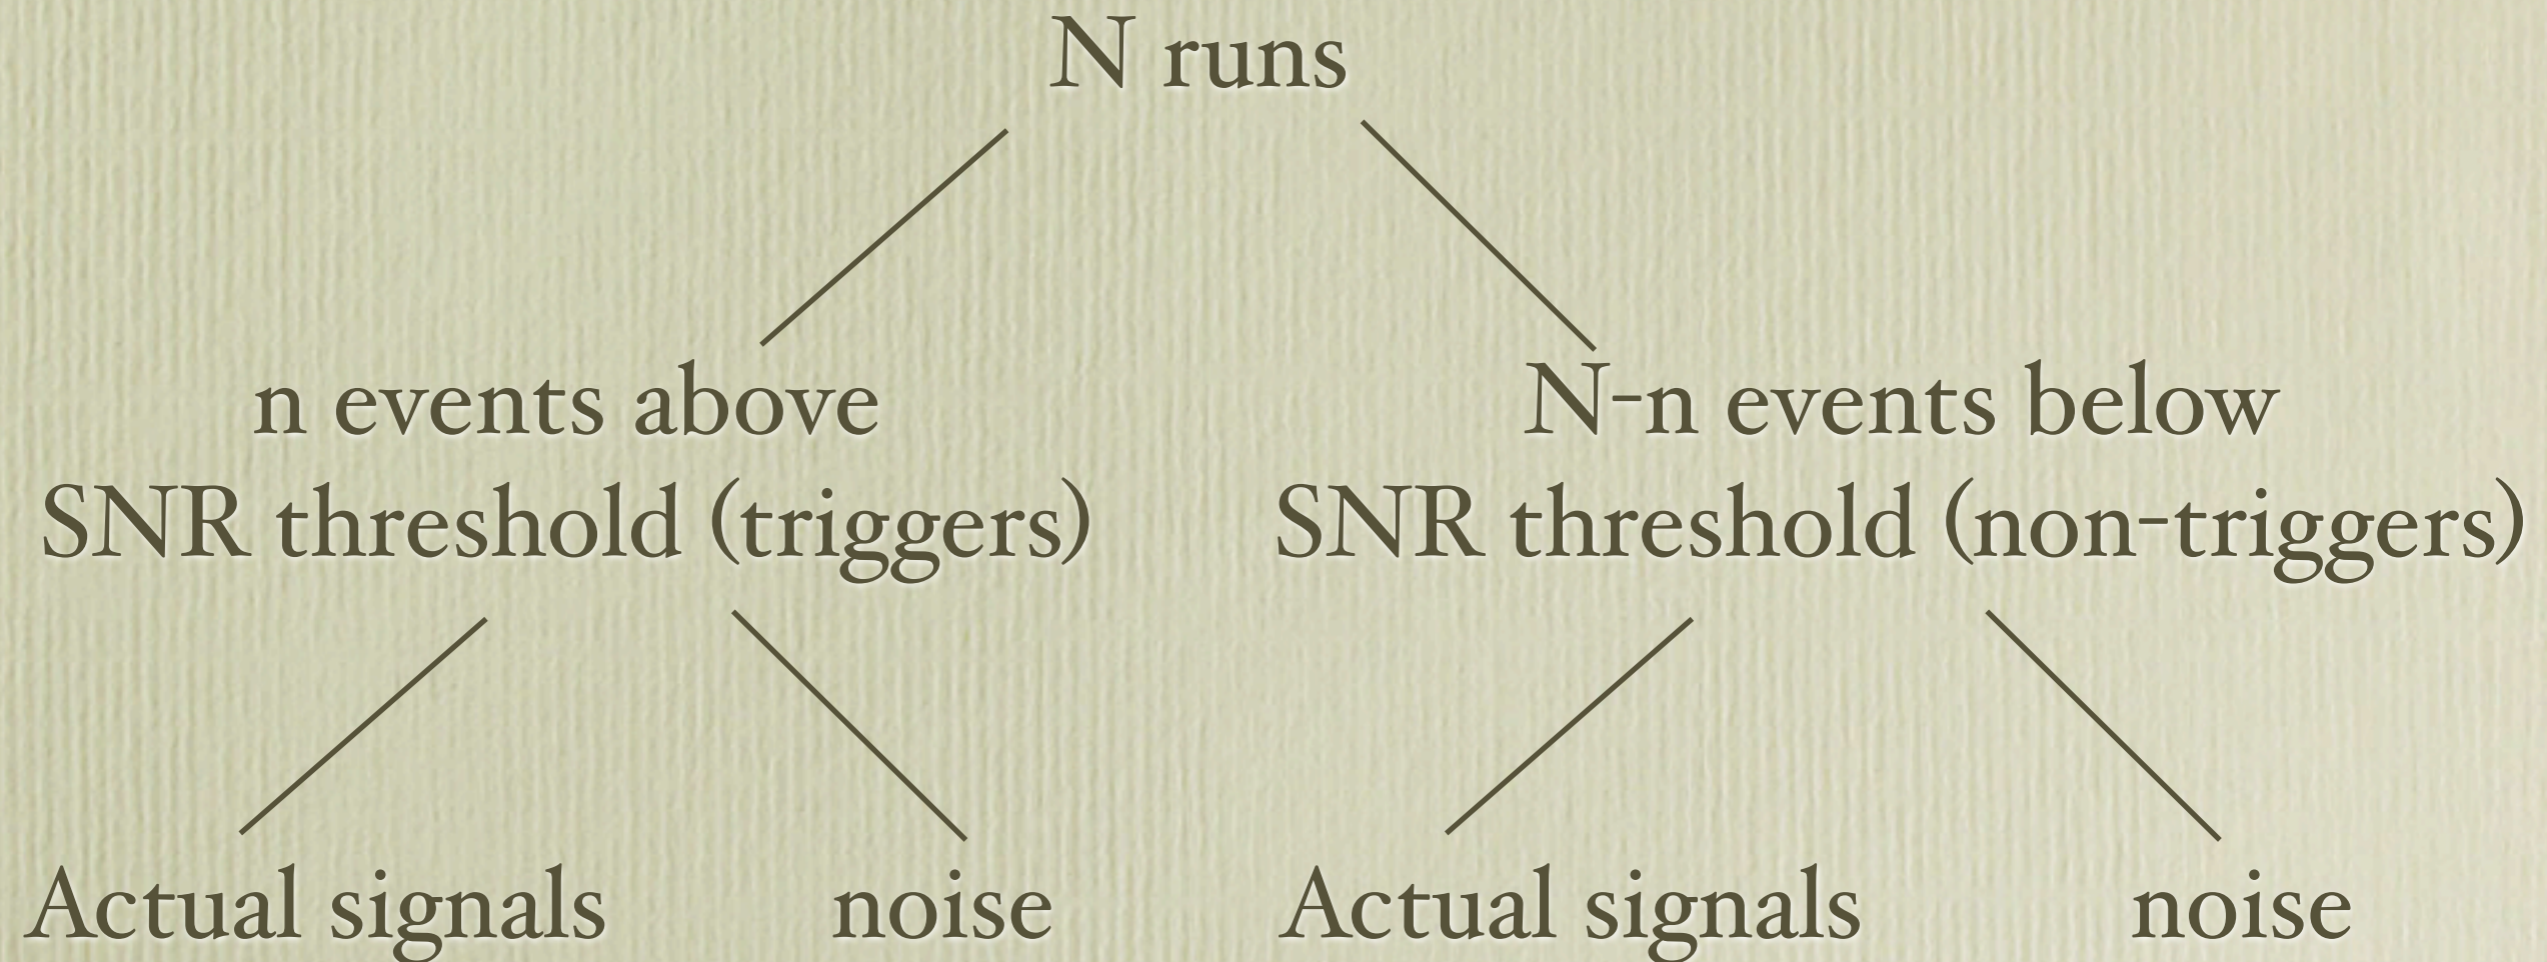 N runs
n events above
SNR threshold (triggers)
N-n events below
SNR threshold (non-triggers)
Actual signals
noise
Actual signals
noise